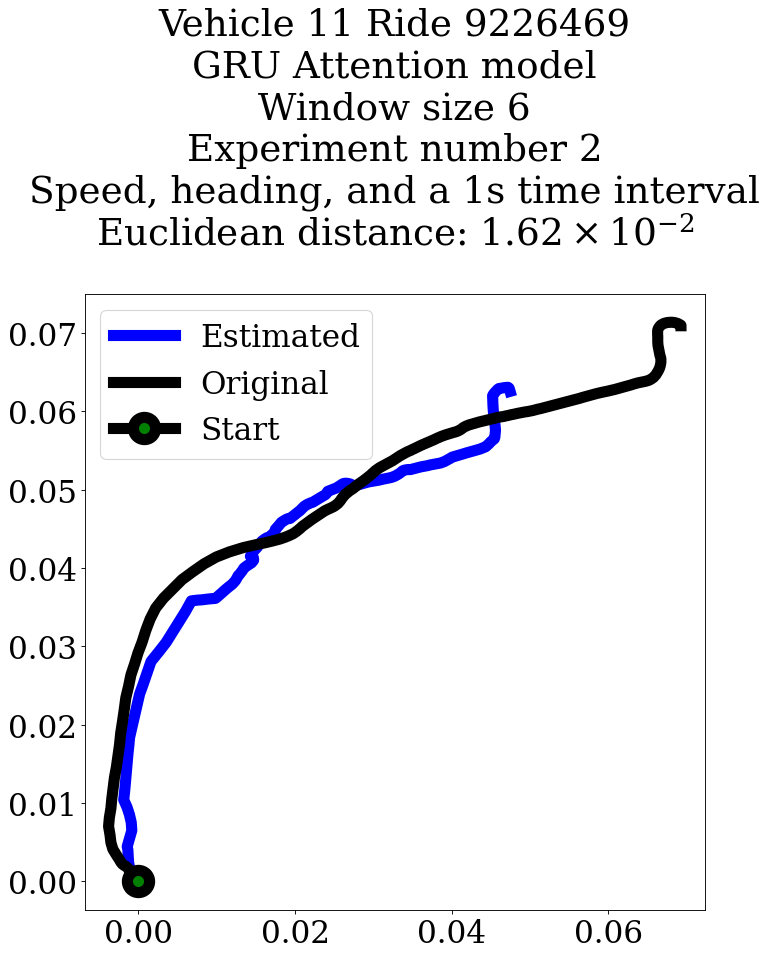 Vehicle 11 Ride 9226469
GRU Attention model
Window size 6
Experiment number 2
Speed, heading, and a 1s time interval
Euclidean distance: 1.62 × 10⁻²
Estimated
Original
Start
0.07
0.06
0.05
0.04
0.03
0.02
0.01
0.00
0.00 0.02 0.04 0.06